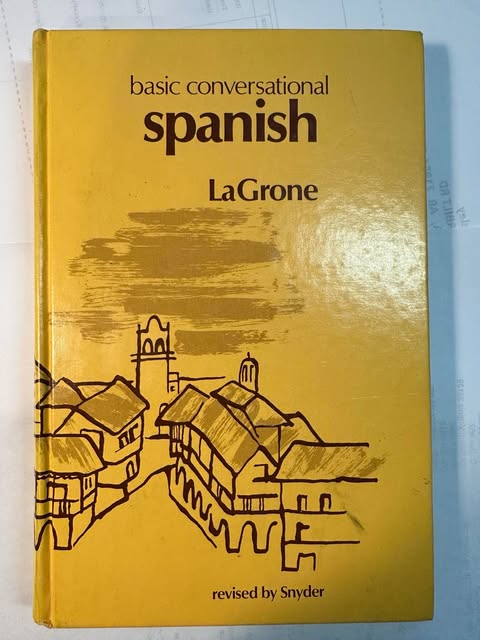 basic conversational
spanish
LaGrone
revised by Snyder